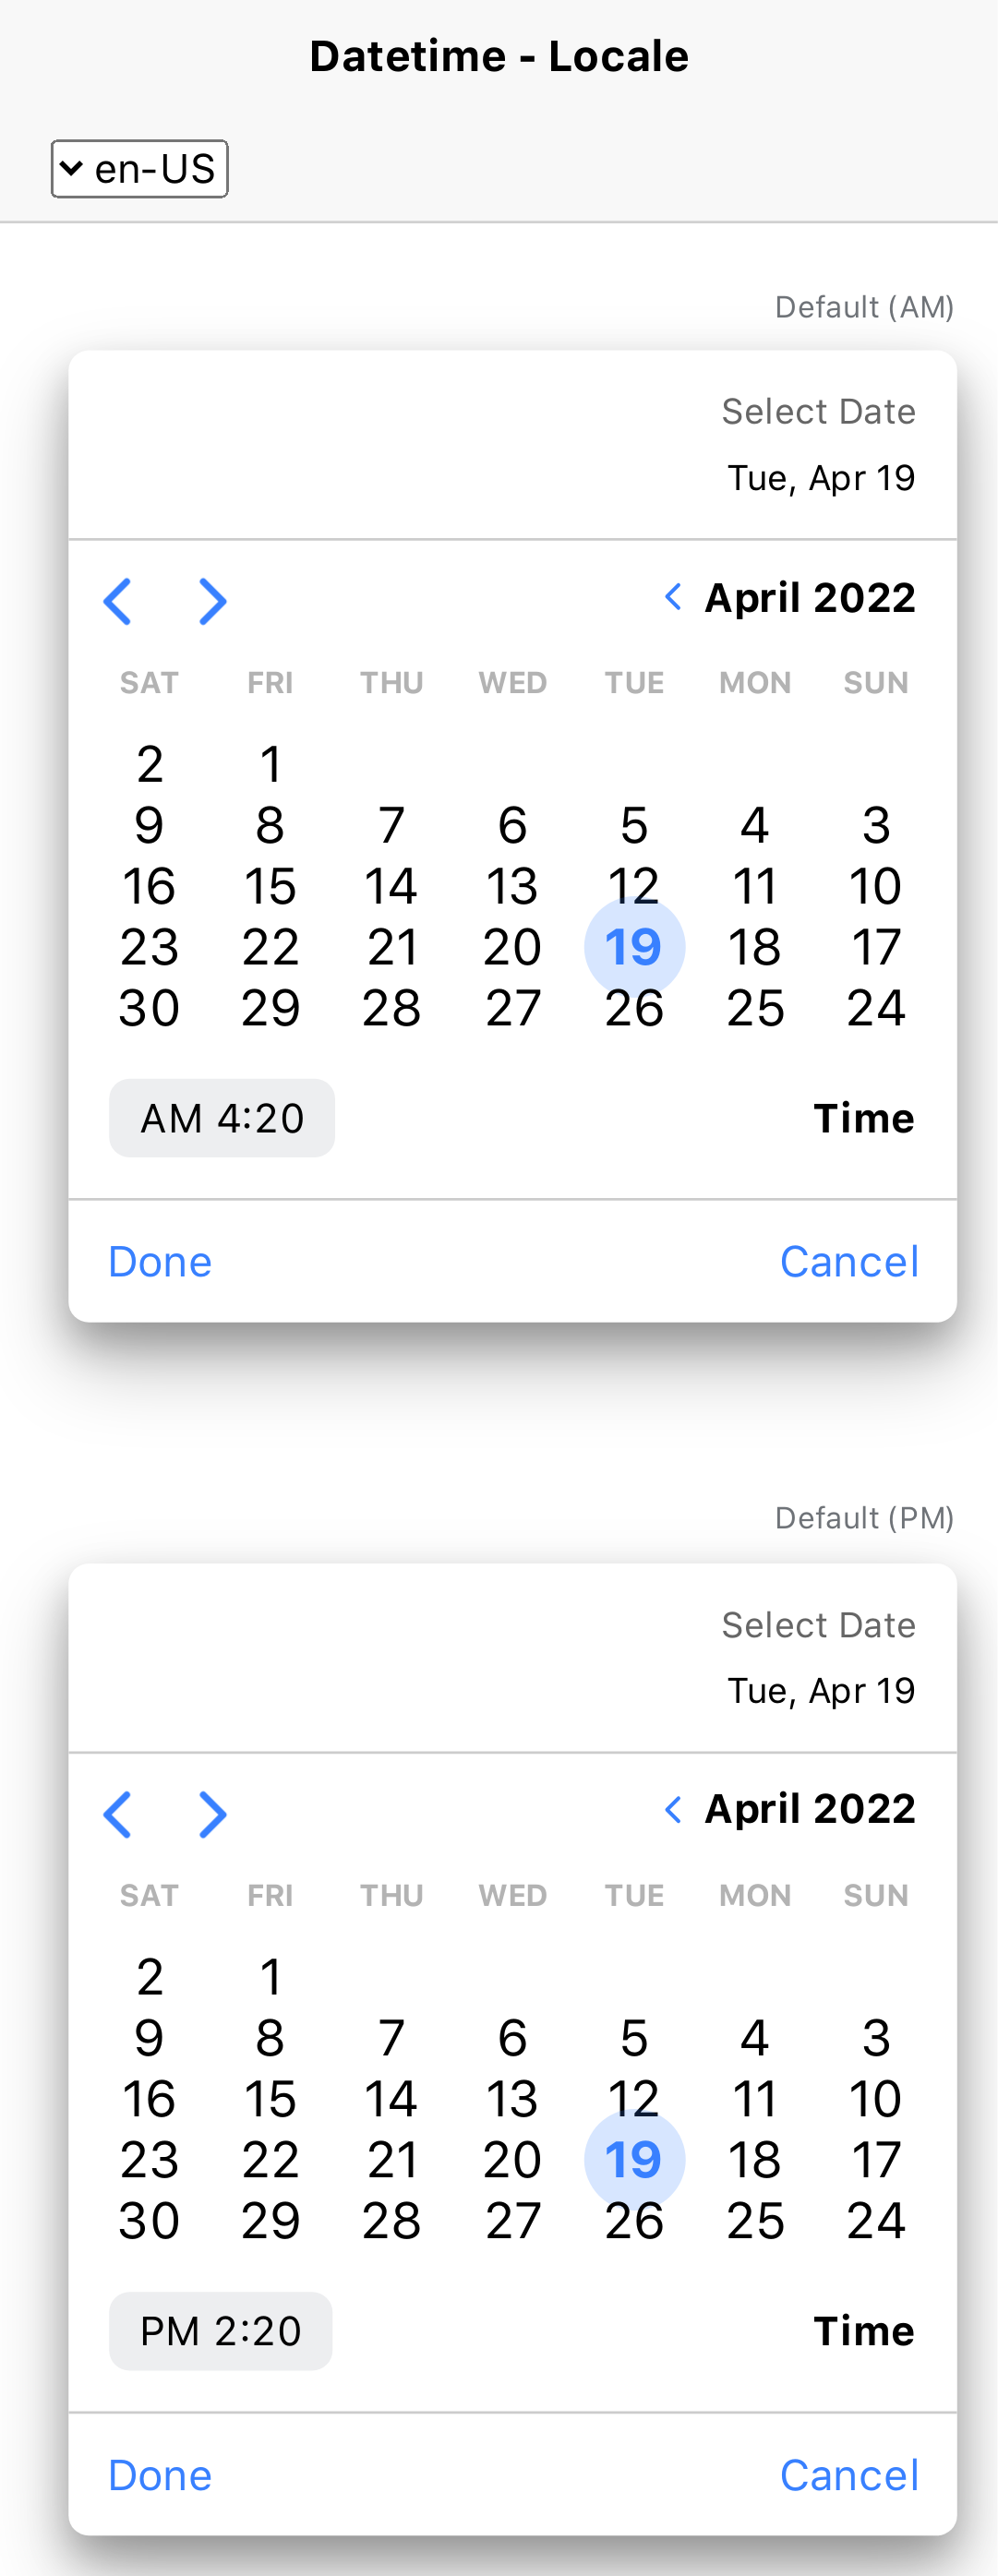 Datetime - Locale
en-US
Default (AM)
Select Date
Tue, Apr 19
April 2022
SAT FRI THU WED TUE MON SUN
2 1
9 8 7 6 5 4 3
16 15 14 13 12 11 10
23 22 21 20 19 18 17
30 29 28 27 26 25 24
AM 4:20 Time
Done Cancel
Default (PM)
Select Date
Tue, Apr 19
April 2022
SAT FRI THU WED TUE MON SUN
2 1
9 8 7 6 5 4 3
16 15 14 13 12 11 10
23 22 21 20 19 18 17
30 29 28 27 26 25 24
PM 2:20 Time
Done Cancel